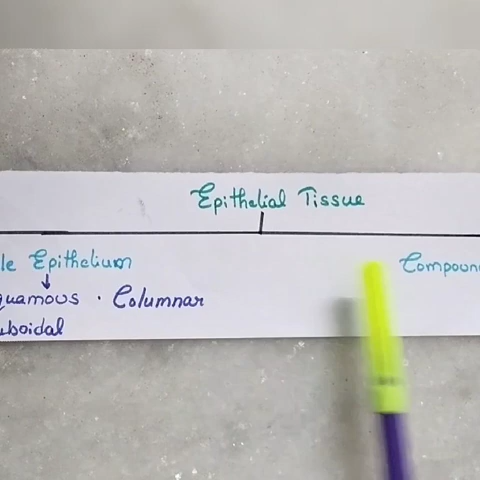 Epithelial Tissue
le Epithelium
Compoun
quamous . Columnar
uboidal